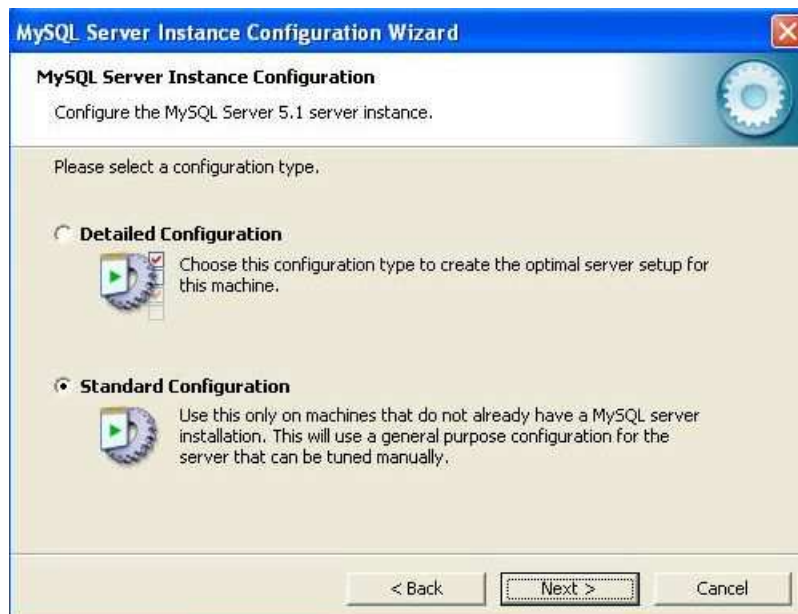 MySQL Server Instance Configuration Wizard
MySQL Server Instance Configuration
Configure the MySQL Server 5.1 server instance.
Please select a configuration type.
Detailed Configuration
Choose this configuration type to create the optimal server setup for
this machine.
Standard Configuration
Use this only on machines that do not already have a MySQL server
installation. This will use a general purpose configuration for the
server that can be tuned manually.
< Back
Next >
Cancel